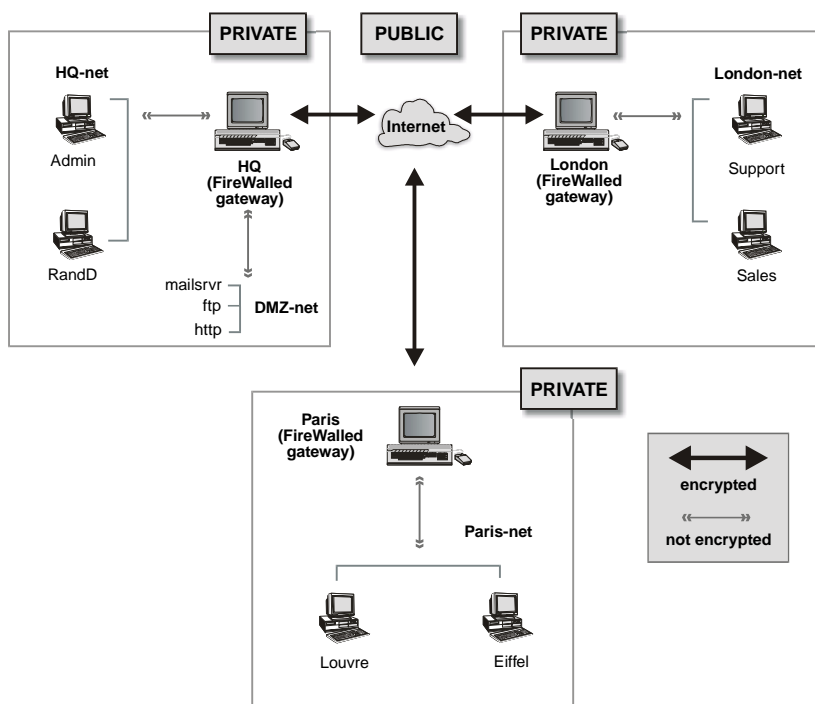 PRIVATE
PUBLIC
PRIVATE
HQ-net
London-net
Admin
HQ
(FireWalled
gateway)
Internet
London
(FireWalled
gateway)
Support
RandD
Sales
mailsrvr
ftp
http
DMZ-net
PRIVATE
Paris
(FireWalled
gateway)
encrypted
not encrypted
Paris-net
Louvre
Eiffel